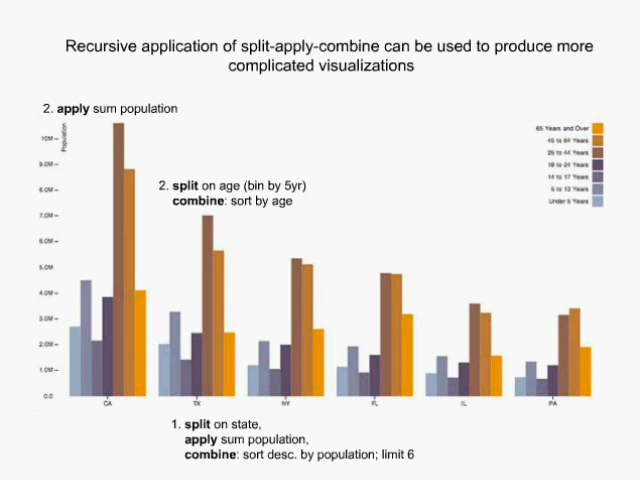 Recursive application of split-apply-combine can be used to produce more
complicated visualizations
2. apply sum population
Population
10M
9.0M
8.0M
7.0M
6.0M
5.0M
4.0M
3.0M
2.0M
1.0M
0.0
65 Years and Over
45 to 64 Years
25 to 44 Years
18 to 24 Years
14 to 17 Years
5 to 13 Years
Under 5 Years
2. split on age (bin by 5yr)
combine: sort by age
CA TX NY FL IL PA
1. split on state,
apply sum population,
combine: sort desc. by population; limit 6